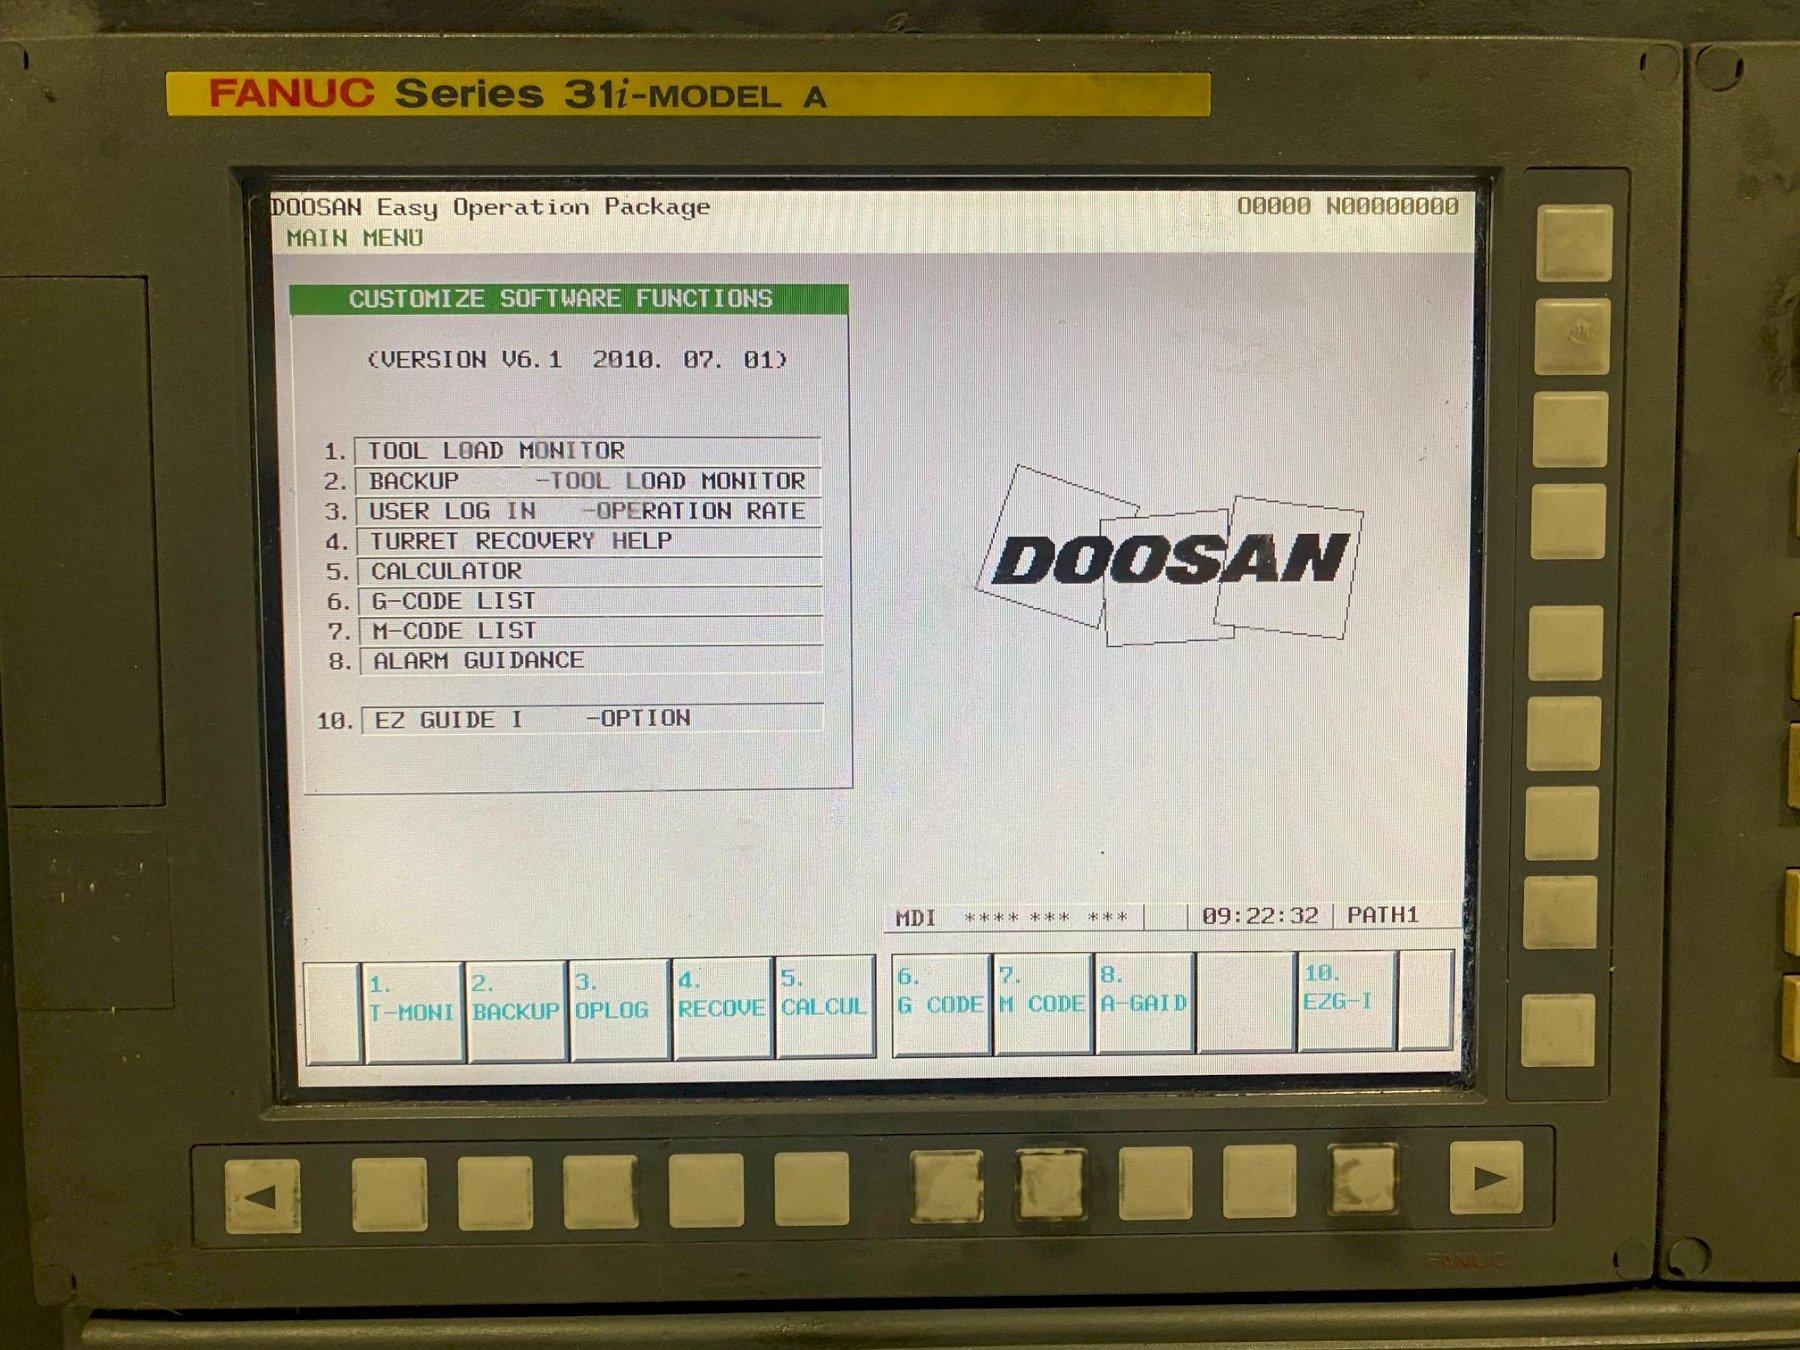 FANUC Series 31i-MODEL A
DOOSAN Easy Operation Package
O0000 N00000000
MAIN MENU
CUSTOMIZE SOFTWARE FUNCTIONS
(VERSION V6.1 2010. 07. 01)
1. TOOL LOAD MONITOR
2. BACKUP -TOOL LOAD MONITOR
3. USER LOG IN -OPERATION RATE
4. TURRET RECOVERY HELP
5. CALCULATOR
6. G-CODE LIST
7. M-CODE LIST
8. ALARM GUIDANCE
10. EZ GUIDE I -OPTION
DOOSAN
MDI **** *** *** 09:22:32 PATH1
1. T-MONI
2. BACKUP
3. OPLOG
4. RECOVE
5. CALCUL
6. G CODE
7. M CODE
8. A-GAID
10. EZG-I
FANUC